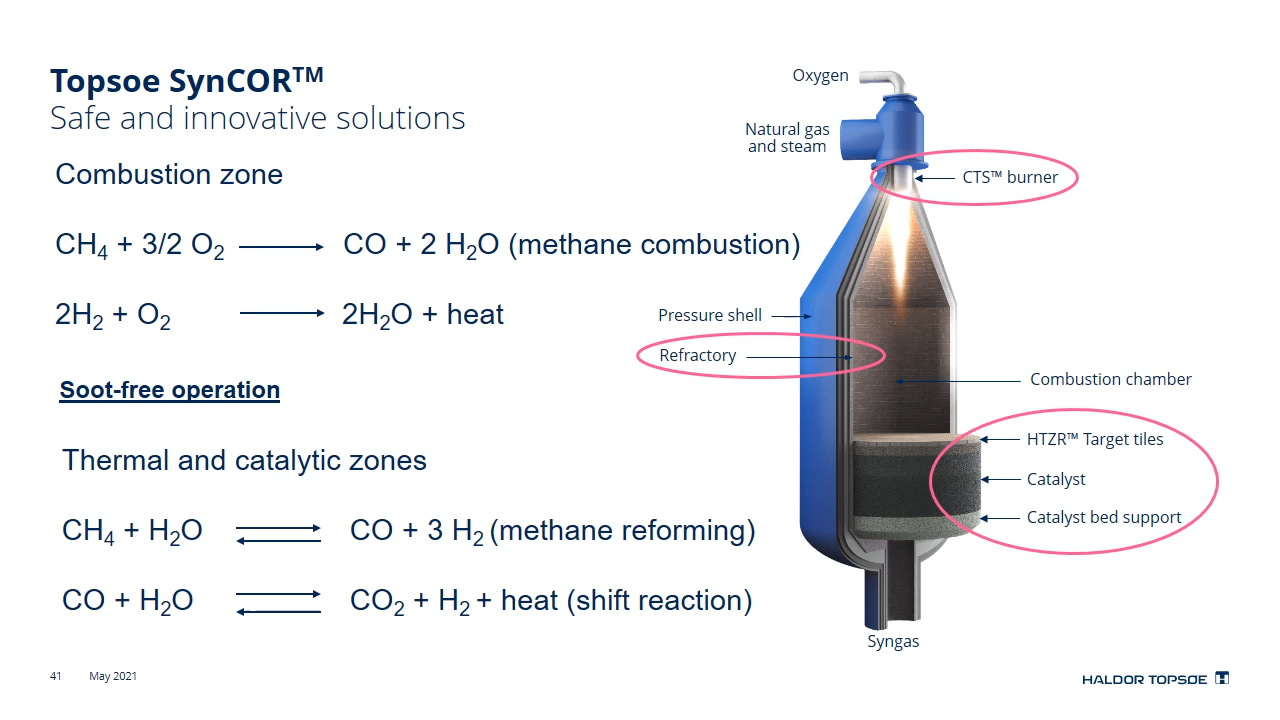 Topsoe SynCOR™
Safe and innovative solutions
Combustion zone
CH₄ + 3/2 O₂ ⟶ CO + 2 H₂O (methane combustion)
2H₂ + O₂ ⟶ 2H₂O + heat
Soot-free operation
Thermal and catalytic zones
CH₄ + H₂O ⇄ CO + 3 H₂ (methane reforming)
CO + H₂O ⇄ CO₂ + H₂ + heat (shift reaction)
Oxygen
Natural gas
and steam
CTS™ burner
Pressure shell
Refractory
Combustion chamber
HTZR™ Target tiles
Catalyst
Catalyst bed support
Syngas
41 May 2021
HALDOR TOPSØE